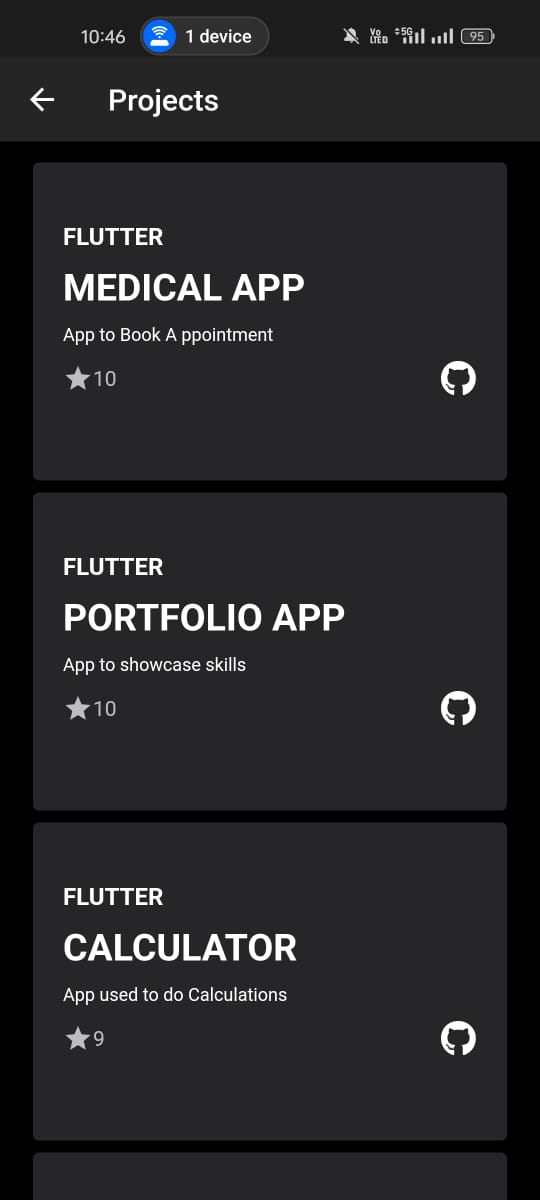 10:46
1 device
Vo
LTED
5G
95
Projects
FLUTTER
MEDICAL APP
App to Book A ppointment
10
FLUTTER
PORTFOLIO APP
App to showcase skills
10
FLUTTER
CALCULATOR
App used to do Calculations
9